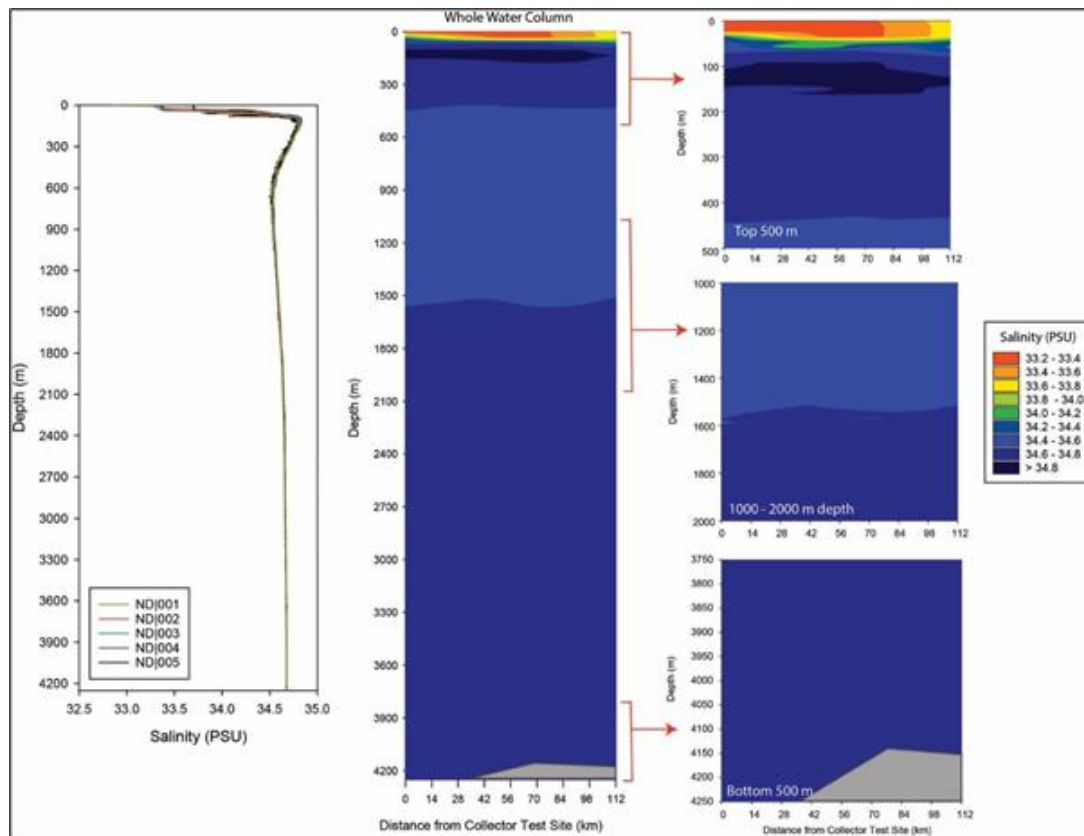 Whole Water Column
0
300
600
900
1200
1500
1800
2100
2400
2700
3000
3300
3600
3900
4200
Depth (m)
32.5 33.0 33.5 34.0 34.5 35.0
Salinity (PSU)
ND|001
ND|002
ND|003
ND|004
ND|005
0
300
600
900
1200
1500
1800
2100
2400
2700
3000
3300
3600
3900
4200
Depth (m)
0 14 28 42 56 70 84 98 112
Distance from Collector Test Site (km)
0
100
200
300
400
500
Depth (m)
Top 500 m
0 14 28 42 56 70 84 98 112
1000
1200
1400
1600
1800
2000
Depth (m)
1000 - 2000 m depth
0 14 28 42 56 70 84 98 112
3750
3800
3850
3900
3950
4000
4050
4100
4150
4200
4250
Depth (m)
Bottom 500 m
0 14 28 42 56 70 84 98 112
Distance from Collector Test Site (km)
Salinity (PSU)
33.2 - 33.4
33.4 - 33.6
33.6 - 33.8
33.8 - 34.0
34.0 - 34.2
34.2 - 34.4
34.4 - 34.6
34.6 - 34.8
> 34.8